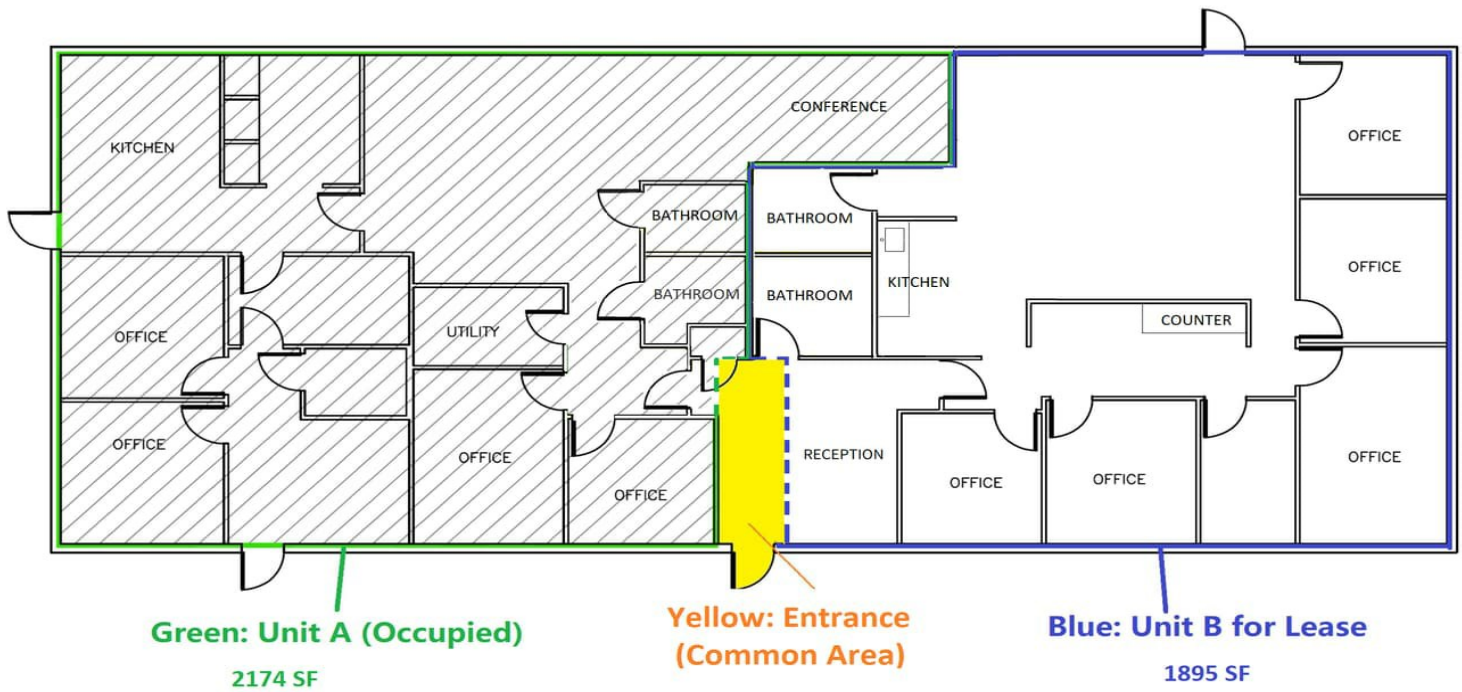 CONFERENCE
KITCHEN
OFFICE
BATHROOM
BATHROOM
OFFICE
KITCHEN
BATHROOM
BATHROOM
COUNTER
UTILITY
OFFICE
OFFICE
OFFICE
OFFICE
RECEPTION
OFFICE
OFFICE
OFFICE
OFFICE
Green: Unit A (Occupied)
2174 SF
Yellow: Entrance
(Common Area)
Blue: Unit B for Lease
1895 SF